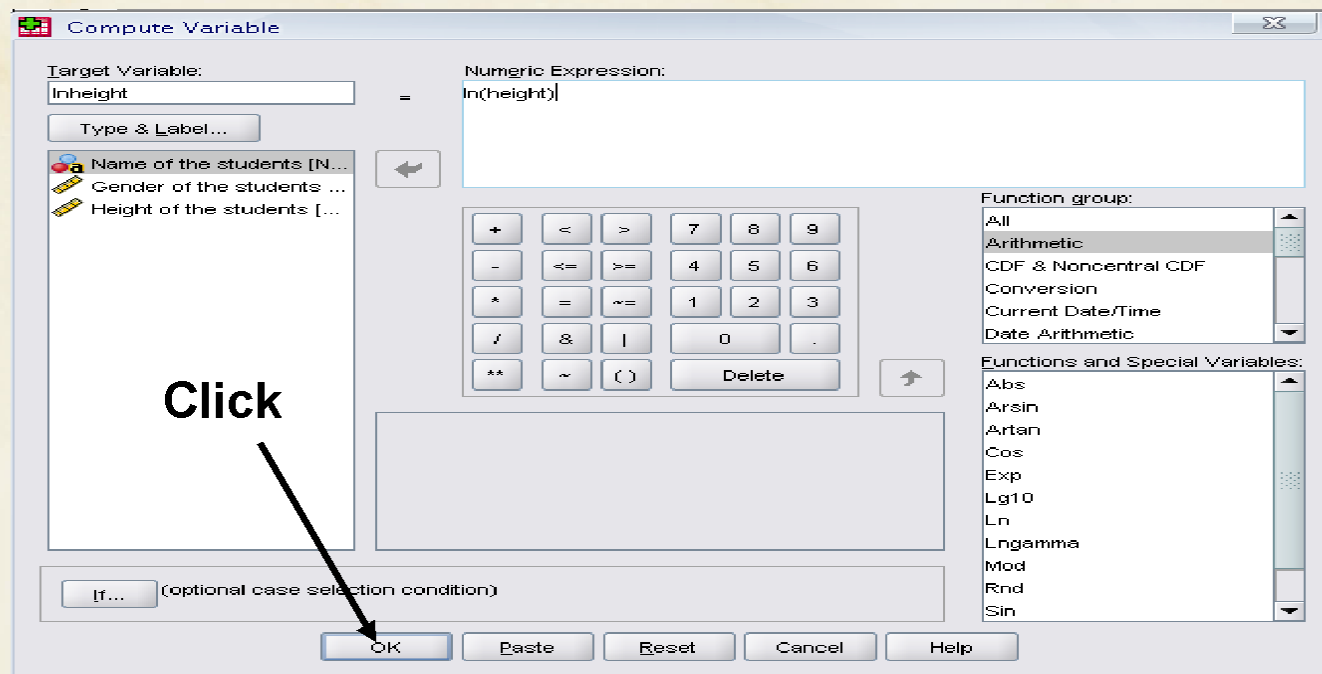 Compute Variable
Target Variable:
lnheight
=
Numeric Expression:
ln(height)
Type & Label...
Name of the students [N...
Gender of the students ...
Height of the students [...
+ < > 7 8 9
- <= >= 4 5 6
* = ~= 1 2 3
/ & | 0 .
** ~ ( ) Delete
Function group:
All
Arithmetic
CDF & Noncentral CDF
Conversion
Current Date/Time
Date Arithmetic
Functions and Special Variables:
Abs
Arsin
Artan
Cos
Exp
Lg10
Ln
Lngamma
Mod
Rnd
Sin
Click
If... (optional case selection condition)
OK Paste Reset Cancel Help